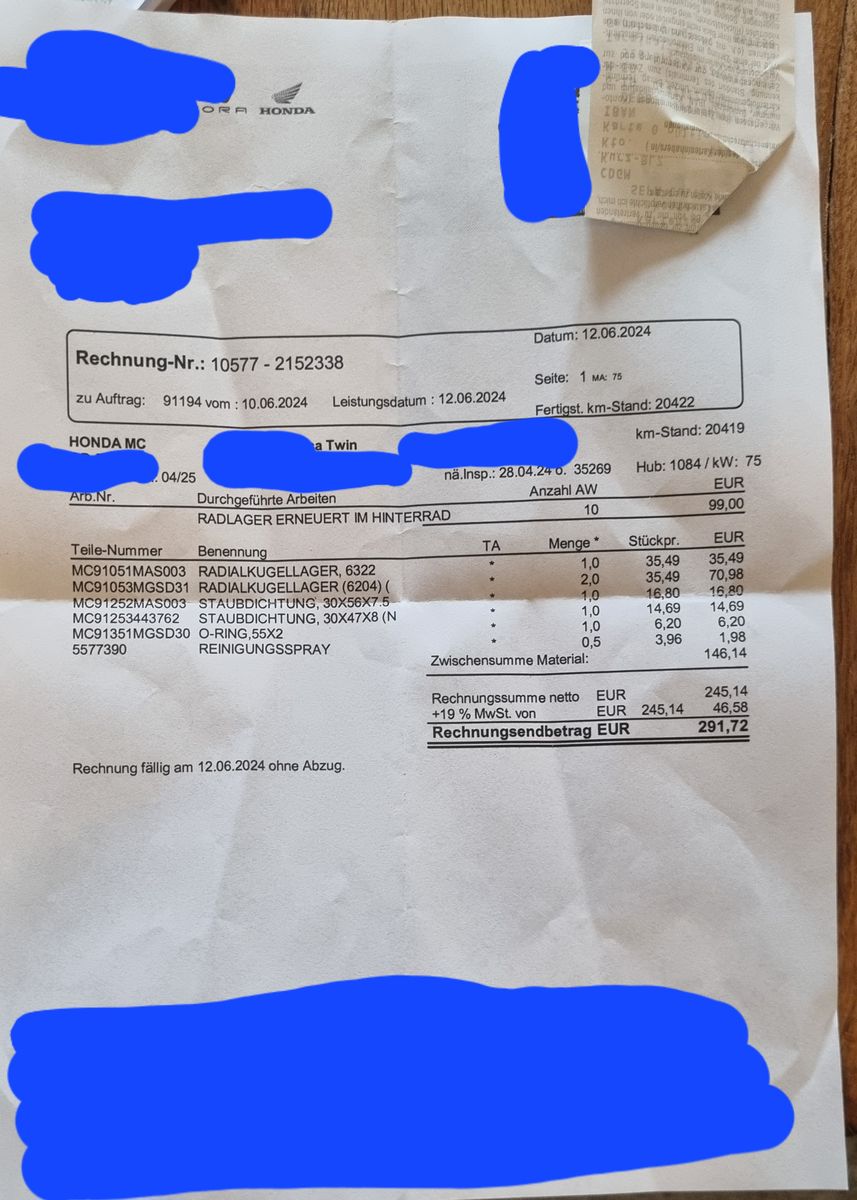 ORA HONDA
IBAN
Kto.
Kurz-BLZ
Rechnung-Nr.: 10577 - 2152338
Datum: 12.06.2024
Seite: 1 MA: 75
zu Auftrag: 91194 vom : 10.06.2024 Leistungsdatum : 12.06.2024
Fertigst. km-Stand: 20422
HONDA MC
a Twin
km-Stand: 20419
04/25
nä.Insp.: 28.04.24 o. 35269 Hub: 1084 / kW: 75
Arb.Nr. Durchgeführte Arbeiten Anzahl AW EUR
RADLAGER ERNEUERT IM HINTERRAD 10 99,00
Teile-Nummer Benennung TA Menge * Stückpr. EUR
MC91051MAS003 RADIALKUGELLAGER, 6322 * 1,0 35,49 35,49
MC91053MGSD31 RADIALKUGELLAGER (6204) ( * 2,0 35,49 70,98
MC91252MAS003 STAUBDICHTUNG, 30X56X7.5 * 1,0 16,80 16,80
MC91253443762 STAUBDICHTUNG, 30X47X8 (N * 1,0 14,69 14,69
MC91351MGSD30 O-RING,55X2 * 1,0 6,20 6,20
5577390 REINIGUNGSSPRAY * 0,5 3,96 1,98
Zwischensumme Material: 146,14
Rechnungssumme netto EUR 245,14
+19 % MwSt. von EUR 245,14 46,58
Rechnungsendbetrag EUR 291,72
Rechnung fällig am 12.06.2024 ohne Abzug.